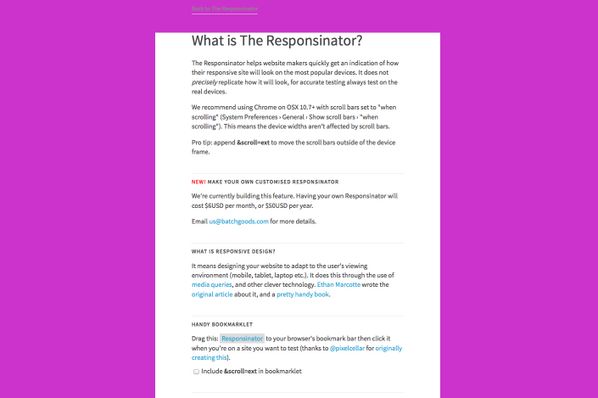 Back to The Responsinator
What is The Responsinator?
The Responsinator helps website makers quickly get an indication of how
their responsive site will look on the most popular devices. It does not
precisely replicate how it will look, for accurate testing always test on the
real devices.
We recommend using Chrome on OSX 10.7+ with scroll bars set to "when
scrolling" (System Preferences › General › Show scroll bars › "when
scrolling"). This means the device widths aren't affected by scroll bars.
Pro tip: append &scroll=ext to move the scroll bars outside of the device
frame.
NEW! MAKE YOUR OWN CUSTOMISED RESPONSINATOR
We're currently building this feature. Having your own Responsinator will
cost $6USD per month, or $50USD per year.
Email us@batchgoods.com for more details.
WHAT IS RESPONSIVE DESIGN?
It means designing your website to adapt to the user's viewing
environment (mobile, tablet, laptop etc.). It does this through the use of
media queries, and other clever technology. Ethan Marcotte wrote the
original article about it, and a pretty handy book.
HANDY BOOKMARKLET
Drag this: Responsinator to your browser's bookmark bar then click it
when you're on a site you want to test (thanks to @pixelcellar for originally
creating this).
Include &scroll=ext in bookmarklet